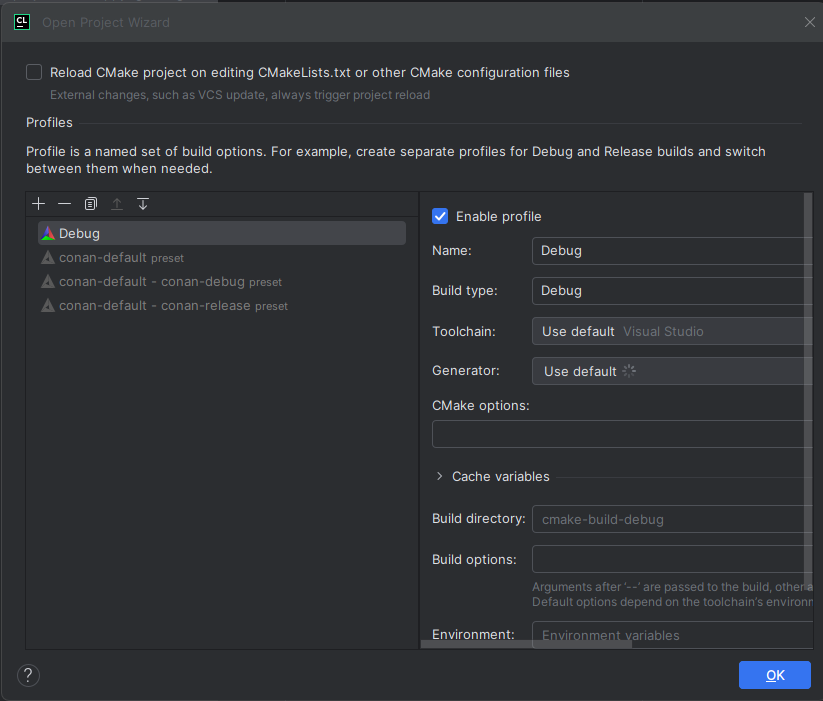 CL
Open Project Wizard
Reload CMake project on editing CMakeLists.txt or other CMake configuration files
External changes, such as VCS update, always trigger project reload
Profiles
Profile is a named set of build options. For example, create separate profiles for Debug and Release builds and switch
between them when needed.
Debug
conan-default preset
conan-default - conan-debug preset
conan-default - conan-release preset
Enable profile
Name: Debug
Build type: Debug
Toolchain: Use default Visual Studio
Generator: Use default
CMake options:
Cache variables
Build directory: cmake-build-debug
Build options:
Arguments after '--' are passed to the build, other a
Default options depend on the toolchain's environm
Environment: Environment variables
?
OK